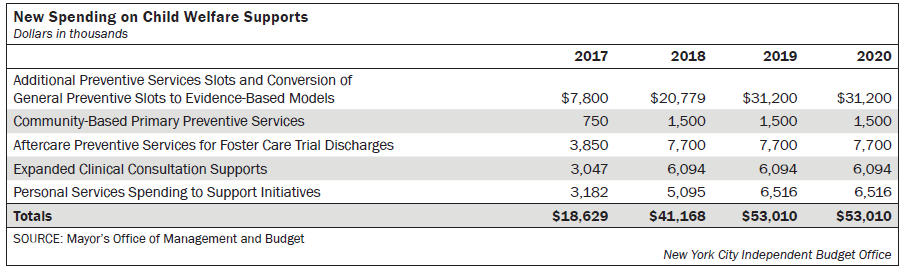 New Spending on Child Welfare Supports
Dollars in thousands
2017 2018 2019 2020
Additional Preventive Services Slots and Conversion of
General Preventive Slots to Evidence-Based Models $7,800 $20,779 $31,200 $31,200
Community-Based Primary Preventive Services 750 1,500 1,500 1,500
Aftercare Preventive Services for Foster Care Trial Discharges 3,850 7,700 7,700 7,700
Expanded Clinical Consultation Supports 3,047 6,094 6,094 6,094
Personal Services Spending to Support Initiatives 3,182 5,095 6,516 6,516
Totals $18,629 $41,168 $53,010 $53,010
SOURCE: Mayor's Office of Management and Budget
New York City Independent Budget Office